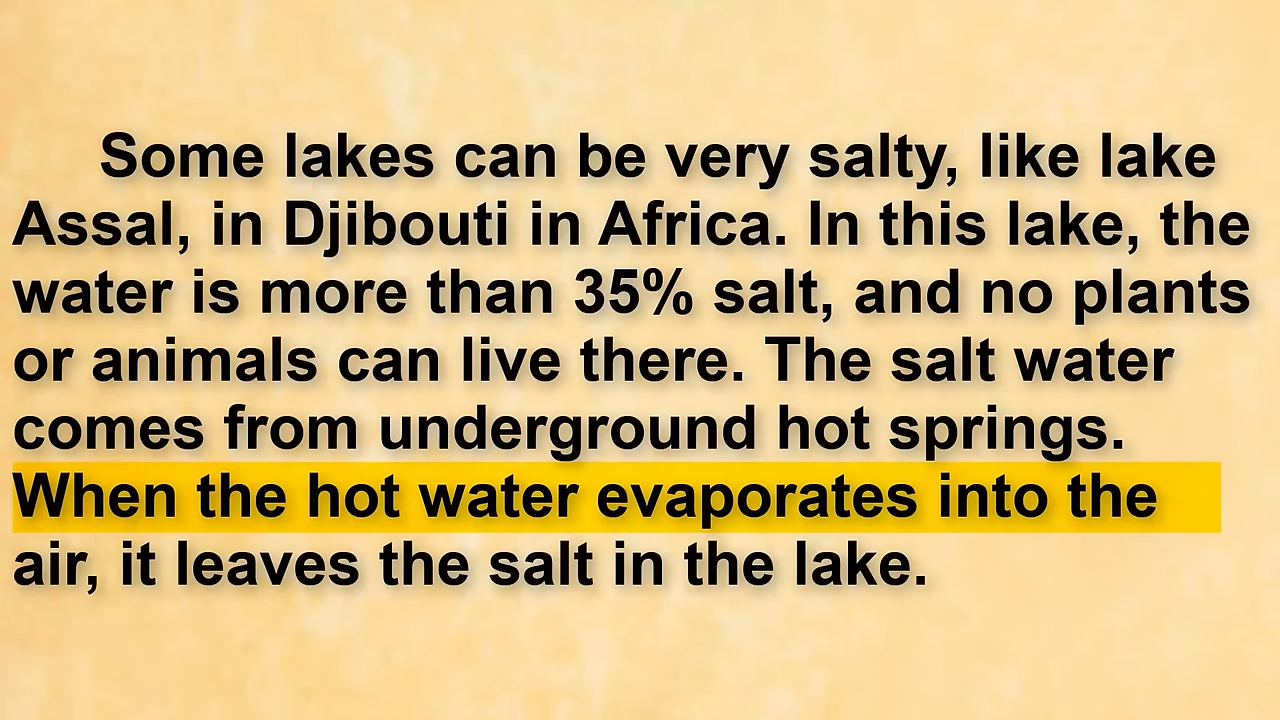 Some lakes can be very salty, like lake
Assal, in Djibouti in Africa. In this lake, the
water is more than 35% salt, and no plants
or animals can live there. The salt water
comes from underground hot springs.
When the hot water evaporates into the
air, it leaves the salt in the lake.